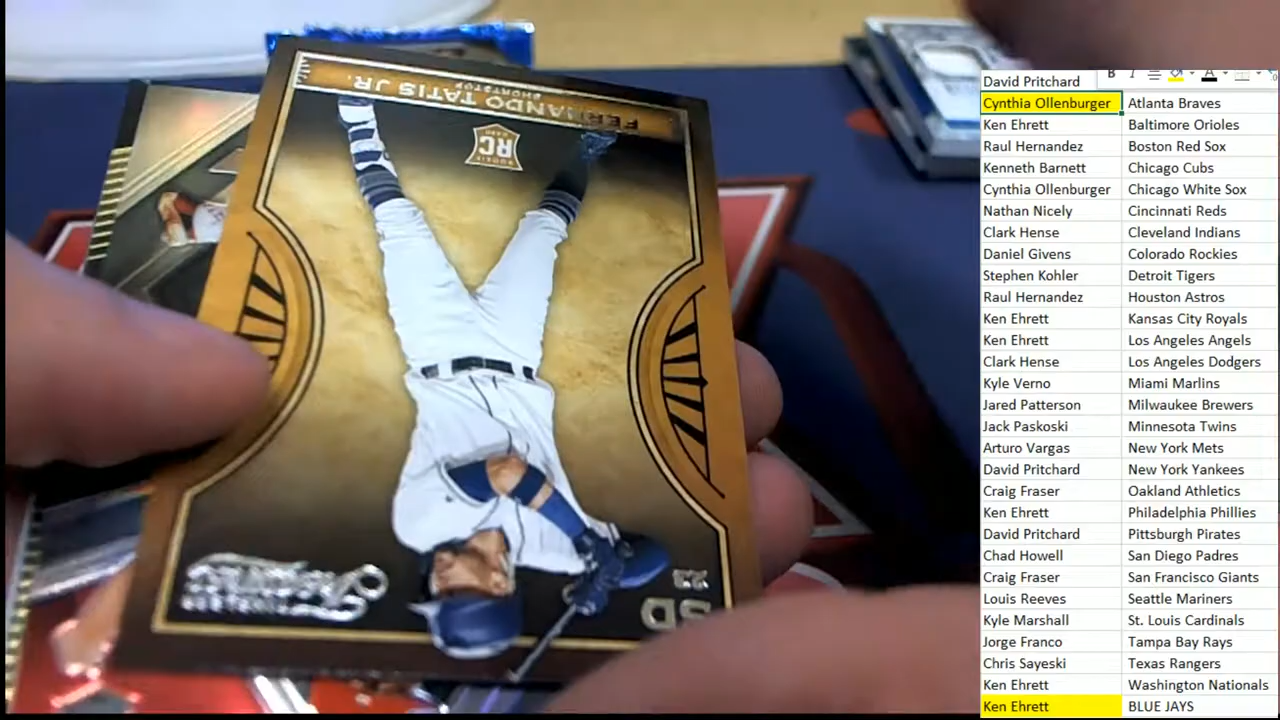 FERNANDO TATIS JR.
SHORTSTOP
ROOKIE
RC
CARD
SD
22
David Pritchard
B I A
Cynthia Ollenburger Atlanta Braves
Ken Ehrett Baltimore Orioles
Raul Hernandez Boston Red Sox
Kenneth Barnett Chicago Cubs
Cynthia Ollenburger Chicago White Sox
Nathan Nicely Cincinnati Reds
Clark Hense Cleveland Indians
Daniel Givens Colorado Rockies
Stephen Kohler Detroit Tigers
Raul Hernandez Houston Astros
Ken Ehrett Kansas City Royals
Ken Ehrett Los Angeles Angels
Clark Hense Los Angeles Dodgers
Kyle Verno Miami Marlins
Jared Patterson Milwaukee Brewers
Jack Paskoski Minnesota Twins
Arturo Vargas New York Mets
David Pritchard New York Yankees
Craig Fraser Oakland Athletics
Ken Ehrett Philadelphia Phillies
David Pritchard Pittsburgh Pirates
Chad Howell San Diego Padres
Craig Fraser San Francisco Giants
Louis Reeves Seattle Mariners
Kyle Marshall St. Louis Cardinals
Jorge Franco Tampa Bay Rays
Chris Sayeski Texas Rangers
Ken Ehrett Washington Nationals
Ken Ehrett BLUE JAYS